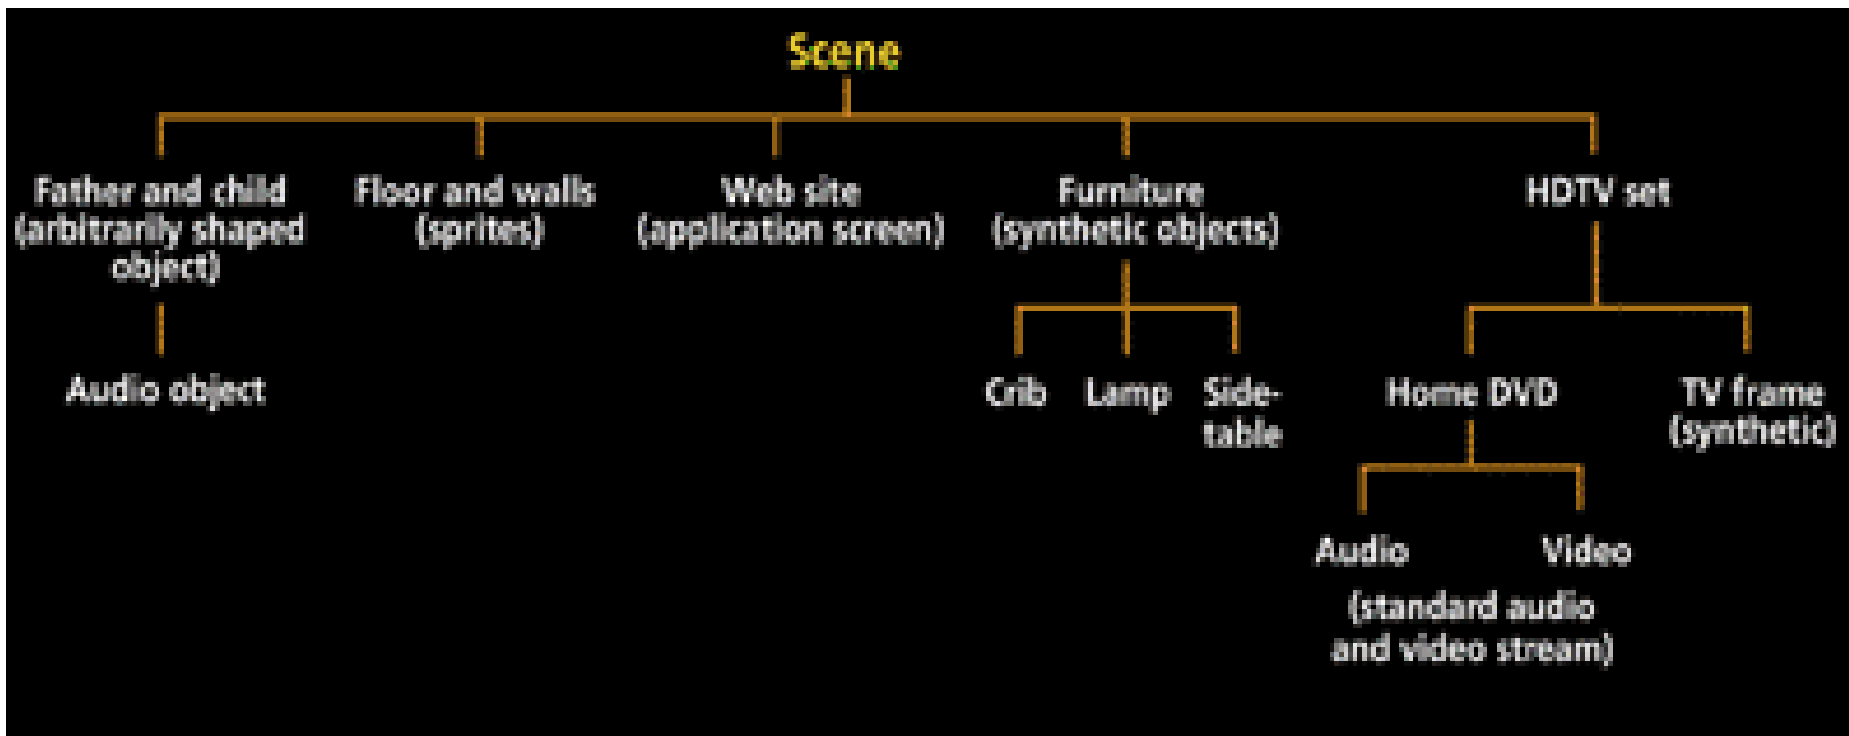 Scene
Father and child
(arbitrarily shaped
object)
Floor and walls
(sprites)
Web site
(application screen)
Furniture
(synthetic objects)
HDTV set
Audio object
Crib
Lamp
Side-
table
Home DVD
TV frame
(synthetic)
Audio
Video
(standard audio
and video stream)